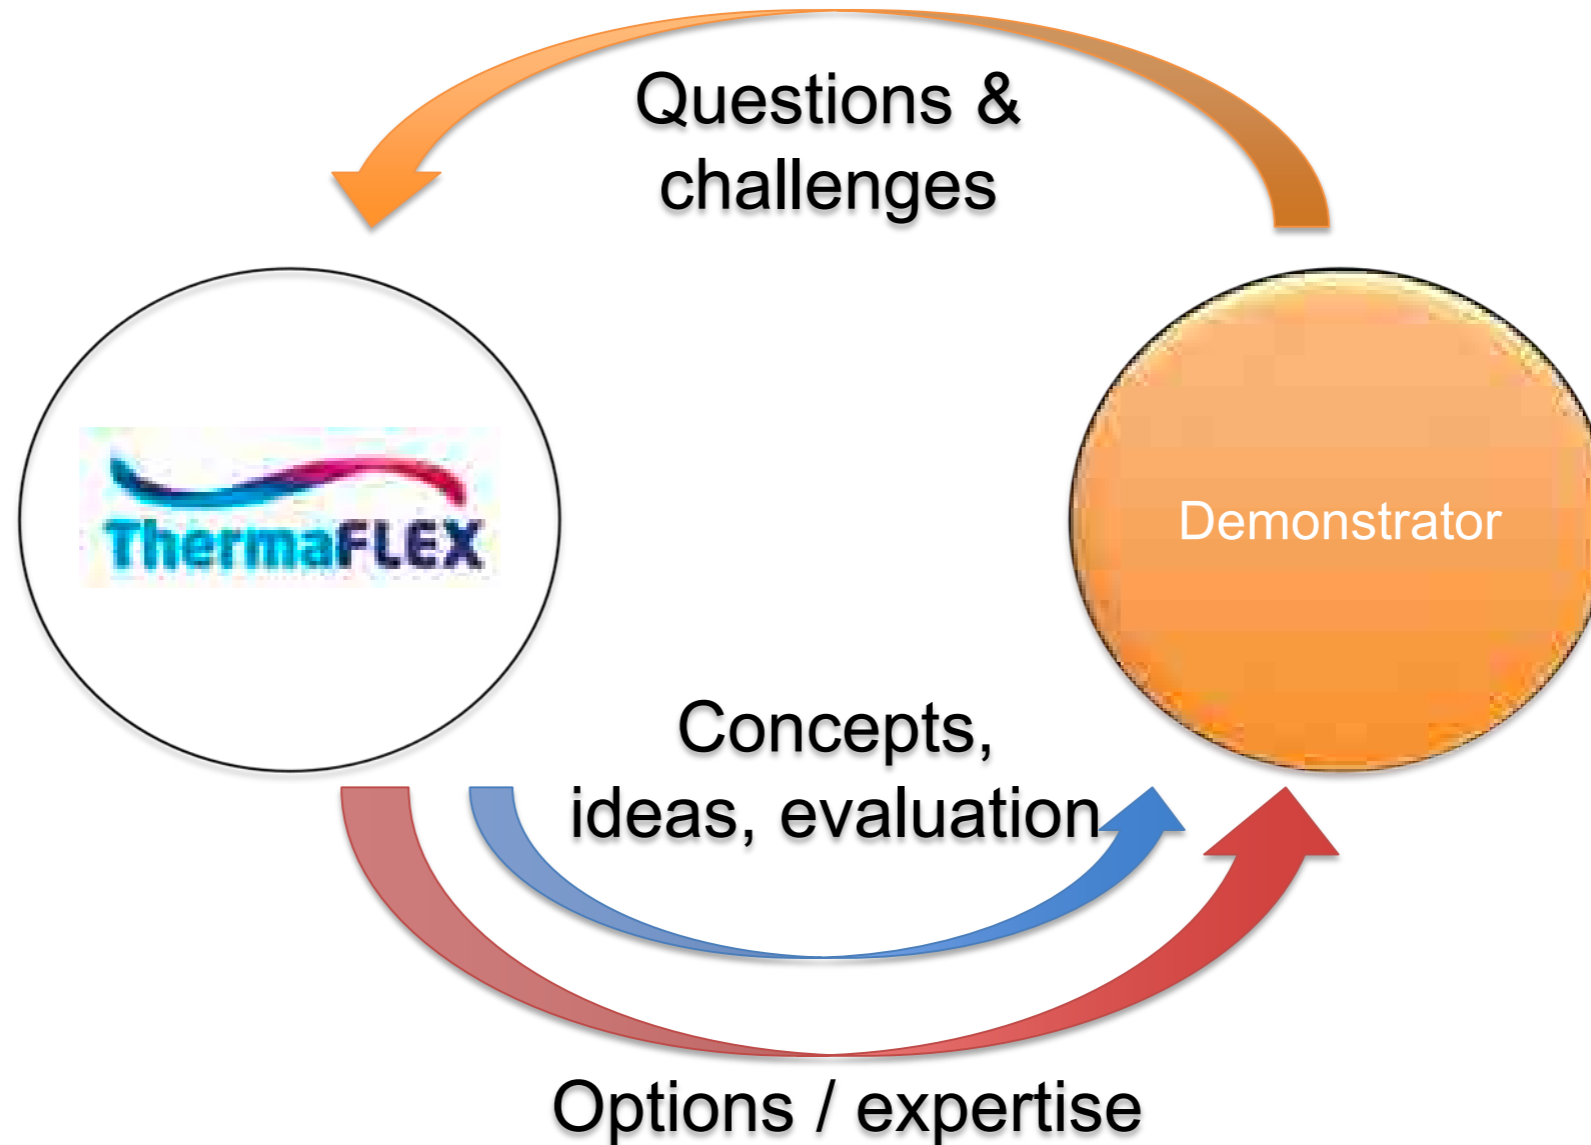 Questions &
challenges
ThermaFLEX
Demonstrator
Concepts,
ideas, evaluation
Options / expertise